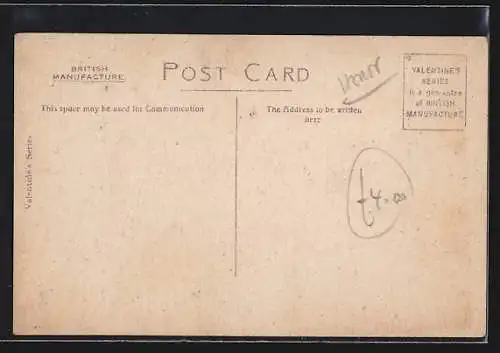 BRITISH
MANUFACTURE.
POST CARD
VALENTINE'S
SERIES
is a guarantee
of BRITISH
MANUFACTURE
This space may be used for Communication
The Address to be written
here
Valentine's Series
£4.00